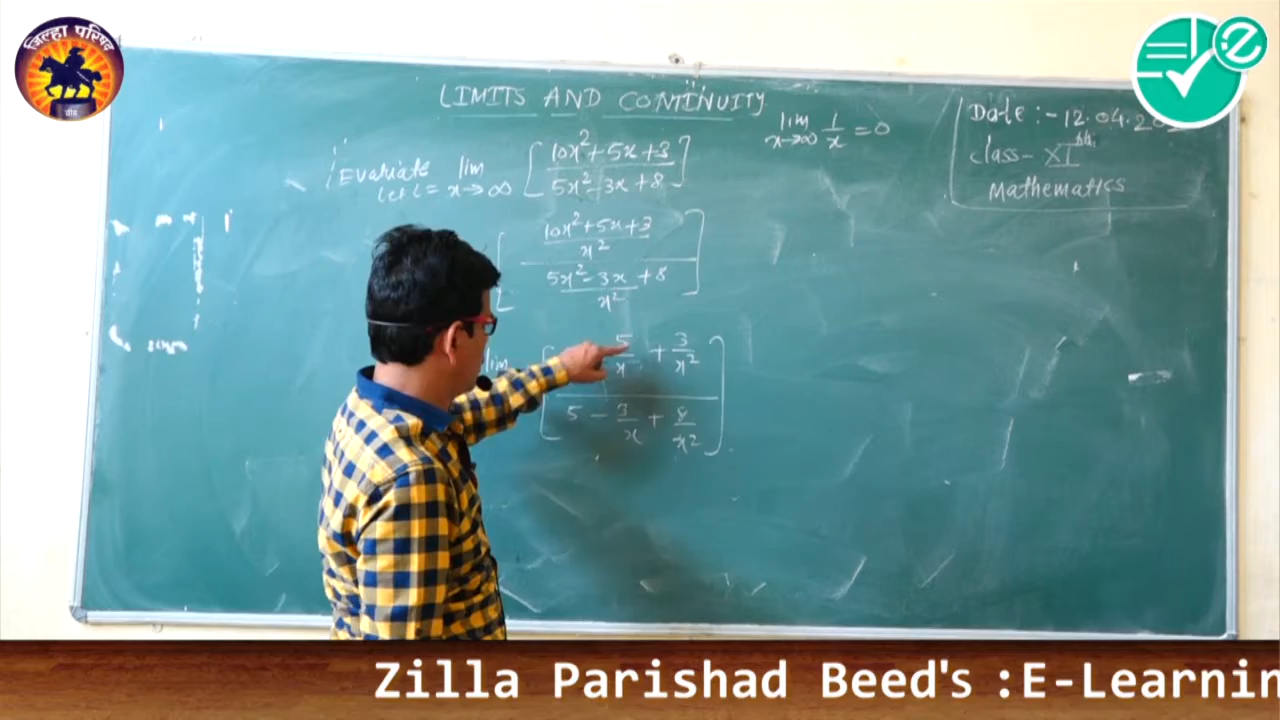 जिल्हा परिषद
बीड
LIMITS AND CONTINUITY
lim x→∞ 1/x = 0
Date :- 12.04.20
class - XIth
Mathematics
Evaluate lim [10x²+5x+3 / 5x²-3x+8]
let l = x→∞
[10x²+5x+3 / x²
5x²-3x+8 / x²]
lim [5/x + 3/x²
5 - 3/x + 8/x²]
Zilla Parishad Beed's :E-Learnin